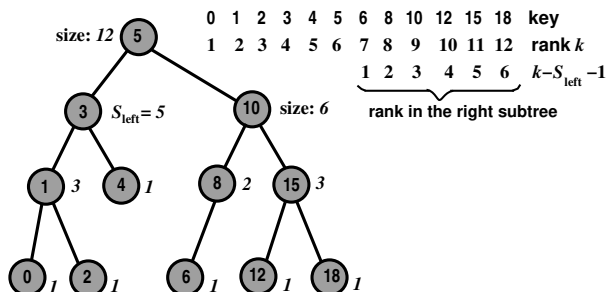 0 1 2 3 4 5 6 8 10 12 15 18 key
size: 12 5
1 2 3 4 5 6 7 8 9 10 11 12 rank k
1 2 3 4 5 6 k−Sleft −1
3 Sleft = 5 10 size: 6
rank in the right subtree
1 3 4 1 8 2 15 3
0 1 2 1 6 1 12 1 18 1